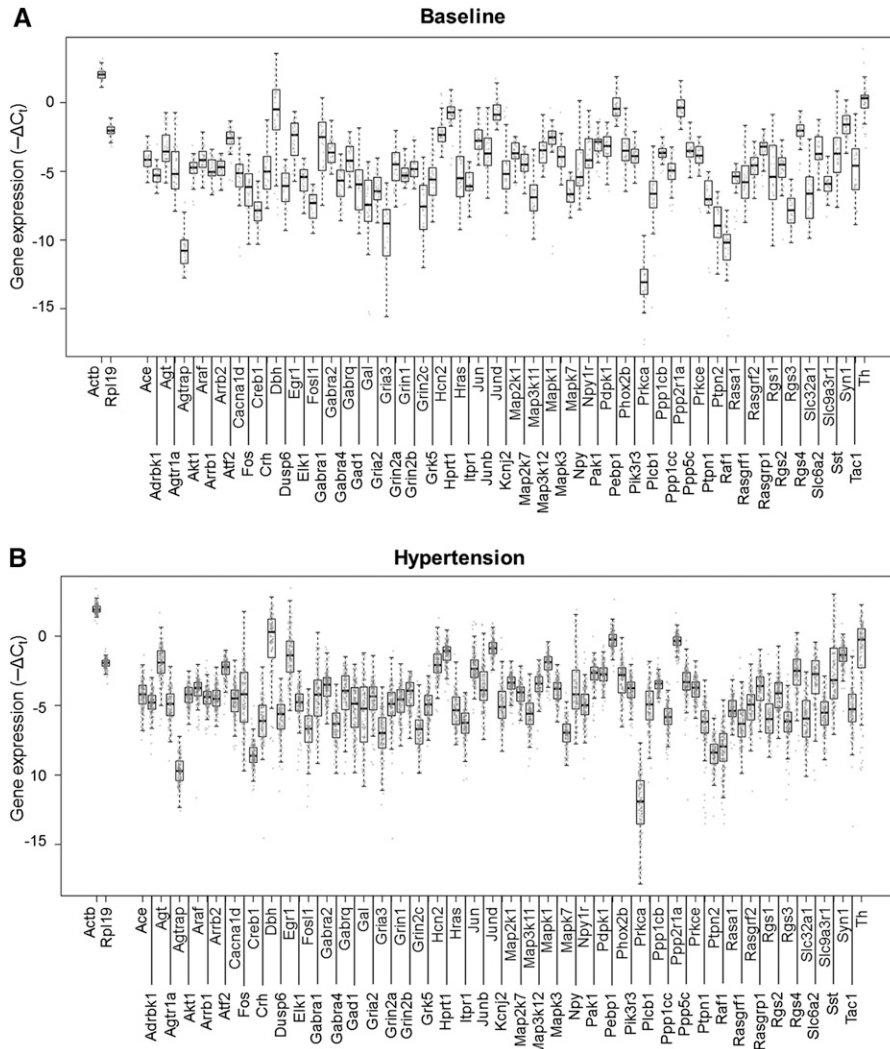 A
Baseline
Gene expression (−ΔCt)
0
-5
-10
-15
Actb Rpl19 Ace Agt Agtrap Araf Arrb2 Cacna1d Creb1 Dbh Egr1 Fosl1 Gabra2 Gabrq Gal Gria3 Grin1 Grin2c Hcn2 Hprt1 Hras Jun Jund Map2k1 Map3k11 Mapk1 Mapk7 Npy1r Pdpk1 Phox2b Prkca Ppp1cb Ppp2r1a Prkce Ptpn2 Rasa1 Rasgrf2 Rgs1 Rgs3 Slc32a1 Slc9a3r1 Syn1 Th
Adrbk1 Agtr1a Akt1 Arrb1 Atf2 Fos Crh Dusp6 Elk1 Gabra1 Gabra4 Gad1 Gria2 Grin2a Grin2b Grk5 Itpr1 Junb Kcnj2 Map2k7 Map3k12 Mapk3 Npy Pak1 Pebp1 Pik3r3 Plcb1 Ppp1cc Ppp5c Ptpn1 Raf1 Rasgrf1 Rasgrp1 Rgs2 Rgs4 Slc6a2 Sst Tac1
B
Hypertension
Gene expression (−ΔCt)
0
-5
10
-15
Actb Rpl19 Ace Agt Agtrap Araf Arrb2 Cacna1d Creb1 Dbh Egr1 Fosl1 Gabra2 Gabrq Gal Gria3 Grin1 Grin2c Hcn2 Hprt1 Hras Jun Jund Map2k1 Map3k11 Mapk1 Mapk7 Npy1r Pdpk1 Phox2b Prkca Ppp1cb Ppp2r1a Prkce Ptpn2 Rasa1 Rasgrf2 Rgs1 Rgs3 Slc32a1 Slc6a2 Slc9a3r1 Syn1 Th
Adrbk1 Agtr1a Akt1 Arrb1 Atf2 Fos Crh Dusp6 Elk1 Gabra1 Gabra4 Gad1 Gria2 Grin2a Grin2b Grk5 Itpr1 Junb Kcnj2 Map2k7 Map3k12 Mapk3 Npy Pak1 Pebp1 Pik3r3 Plcb1 Ppp1cc Ppp5c Ptpn1 Raf1 Rasgrf1 Rasgrp1 Rgs2 Rgs4 Sst Tac1